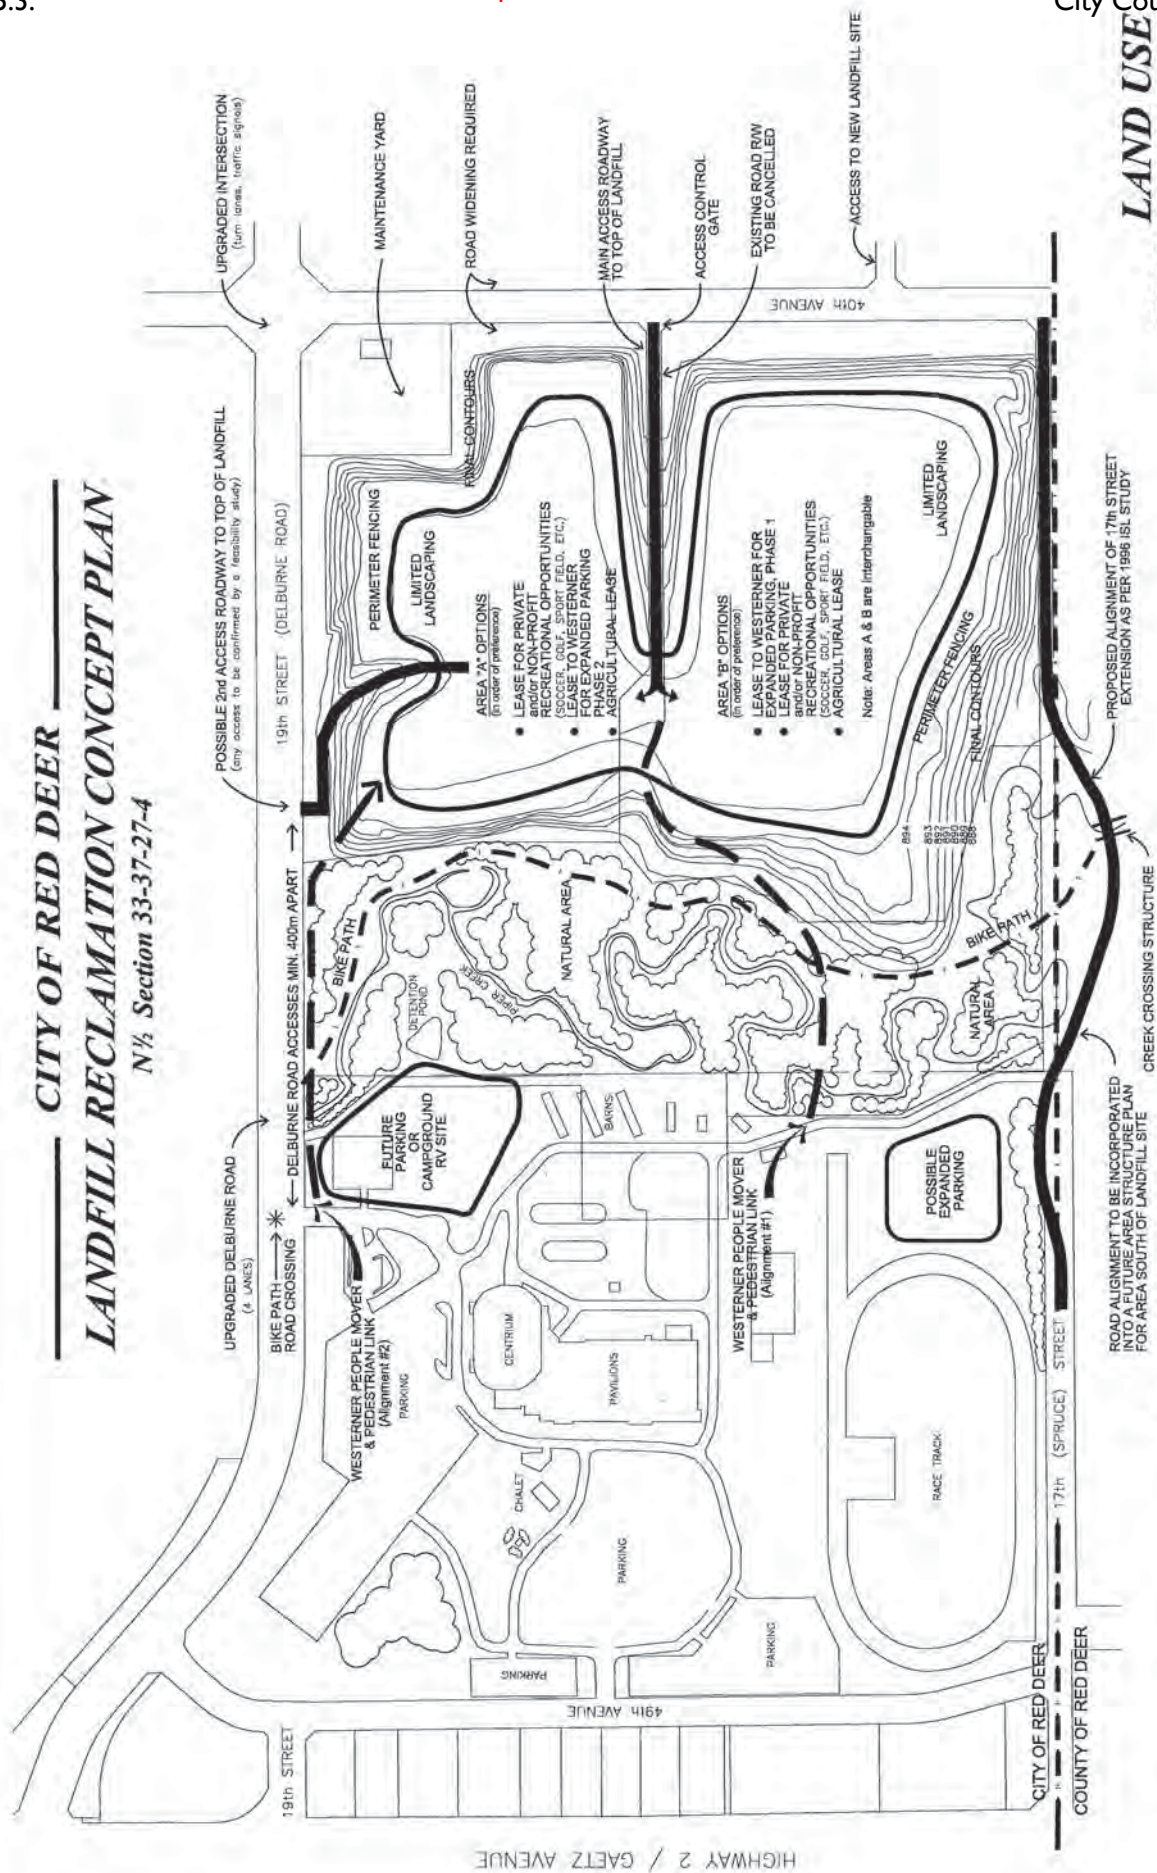 3.3.
City Cou
CITY OF RED DEER
LANDFILL RECLAMATION CONCEPT PLAN
N½ Section 33-37-27-4
LAND USE
UPGRADED INTERSECTION
(turn lanes, traffic signals)
MAINTENANCE YARD
ROAD WIDENING REQUIRED
MAIN ACCESS ROADWAY
TO TOP OF LANDFILL
ACCESS CONTROL
GATE
EXISTING ROAD R/W
TO BE CANCELLED
ACCESS TO NEW LANDFILL SITE
40th AVENUE
POSSIBLE 2nd ACCESS ROADWAY TO TOP OF LANDFILL
(any access to be confirmed by a feasibility study)
19th STREET (DELBURNE ROAD)
FINAL CONTOURS
PERIMETER FENCING
LIMITED
LANDSCAPING
AREA "A" OPTIONS
(in order of preference)
• LEASE FOR PRIVATE
and/or NON-PROFIT
RECREATIONAL OPPORTUNITIES
(SOCCER, GOLF, SPORT FIELD, ETC.)
• LEASE TO WESTERNER
FOR EXPANDED PARKING
PHASE 2
• AGRICULTURAL LEASE
AREA "B" OPTIONS
(in order of preference)
• LEASE TO WESTERNER FOR
EXPANDED PARKING, PHASE 1
• LEASE FOR PRIVATE
and/or NON-PROFIT
RECREATIONAL OPPORTUNITIES
(SOCCER, GOLF, SPORT FIELD, ETC.)
• AGRICULTURAL LEASE
Note: Areas A & B are interchangable
LIMITED
LANDSCAPING
PERIMETER FENCING
FINAL CONTOURS
894
893
892
891
890
889
888
PROPOSED ALIGNMENT OF 17th STREET
EXTENSION AS PER 1996 ISL STUDY
CREEK CROSSING STRUCTURE
ROAD ALIGNMENT TO BE INCORPORATED
INTO A FUTURE AREA STRUCTURE PLAN
FOR AREA SOUTH OF LANDFILL SITE
DELBURNE ROAD ACCESSES MIN. 400m APART
UPGRADED DELBURNE ROAD
(4 LANES)
BIKE PATH
ROAD CROSSING
BIKE PATH
DETENTION
POND
PIPER CREEK
NATURAL AREA
BIKE PATH
NATURAL
AREA
FUTURE
PARKING
OR
CAMPGROUND
RV SITE
BARNS
POSSIBLE
EXPANDED
PARKING
WESTERNER PEOPLE MOVER
& PEDESTRIAN LINK
(Alignment #2)
WESTERNER PEOPLE MOVER
& PEDESTRIAN LINK
(Alignment #1)
PARKING
CENTRIUM
PAVILIONS
CHALET
PARKING
RACE TRACK
PARKING
PARKING
17th (SPRUCE) STREET
49th AVENUE
19th STREET
CITY OF RED DEER
COUNTY OF RED DEER
HIGHWAY 2 / GAETZ AVENUE